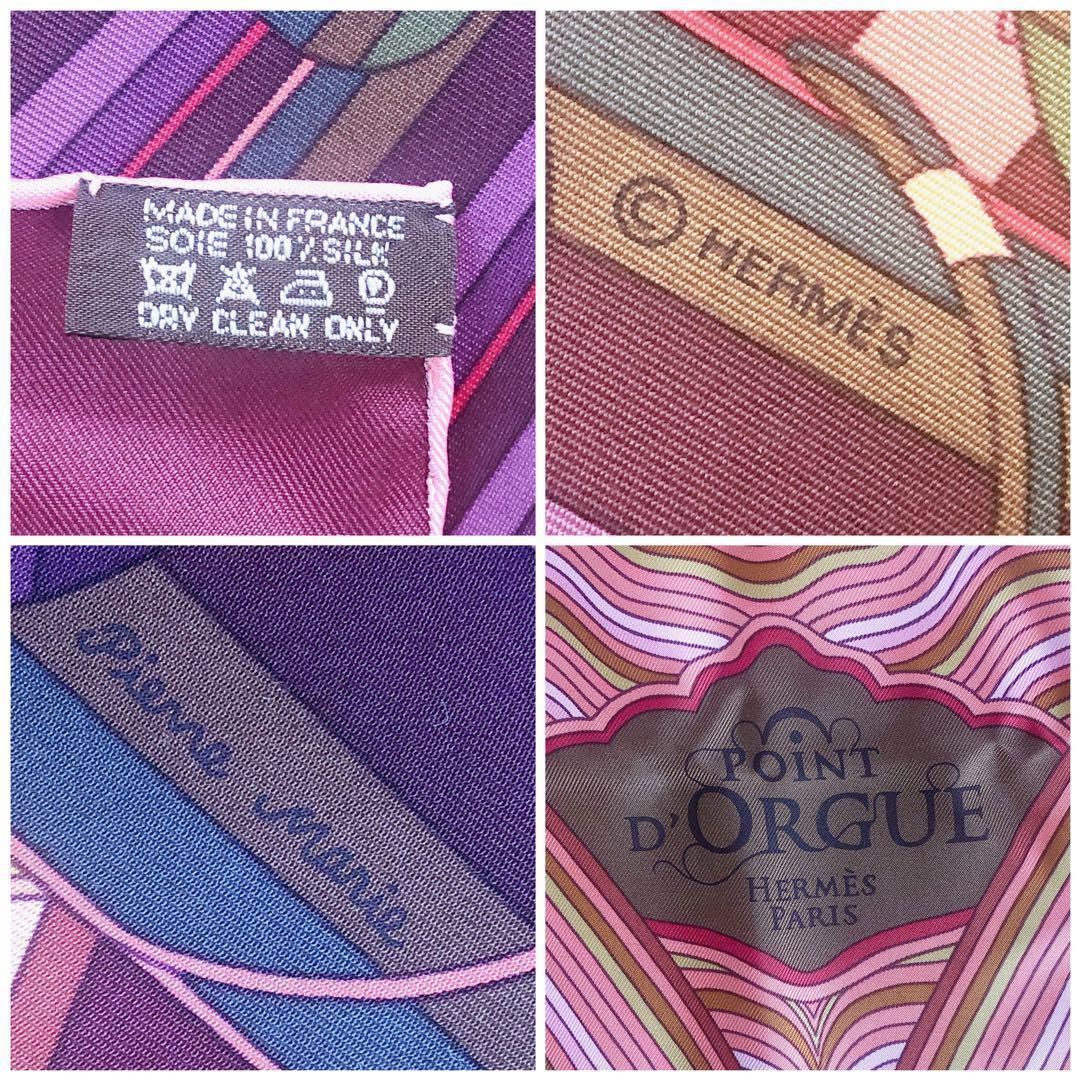 MADE IN FRANCE
SOIE 100% SILK
DRY CLEAN ONLY
© HERMÈS
Pierre Marie
POINT
D'ORGUE
HERMÈS
PARIS